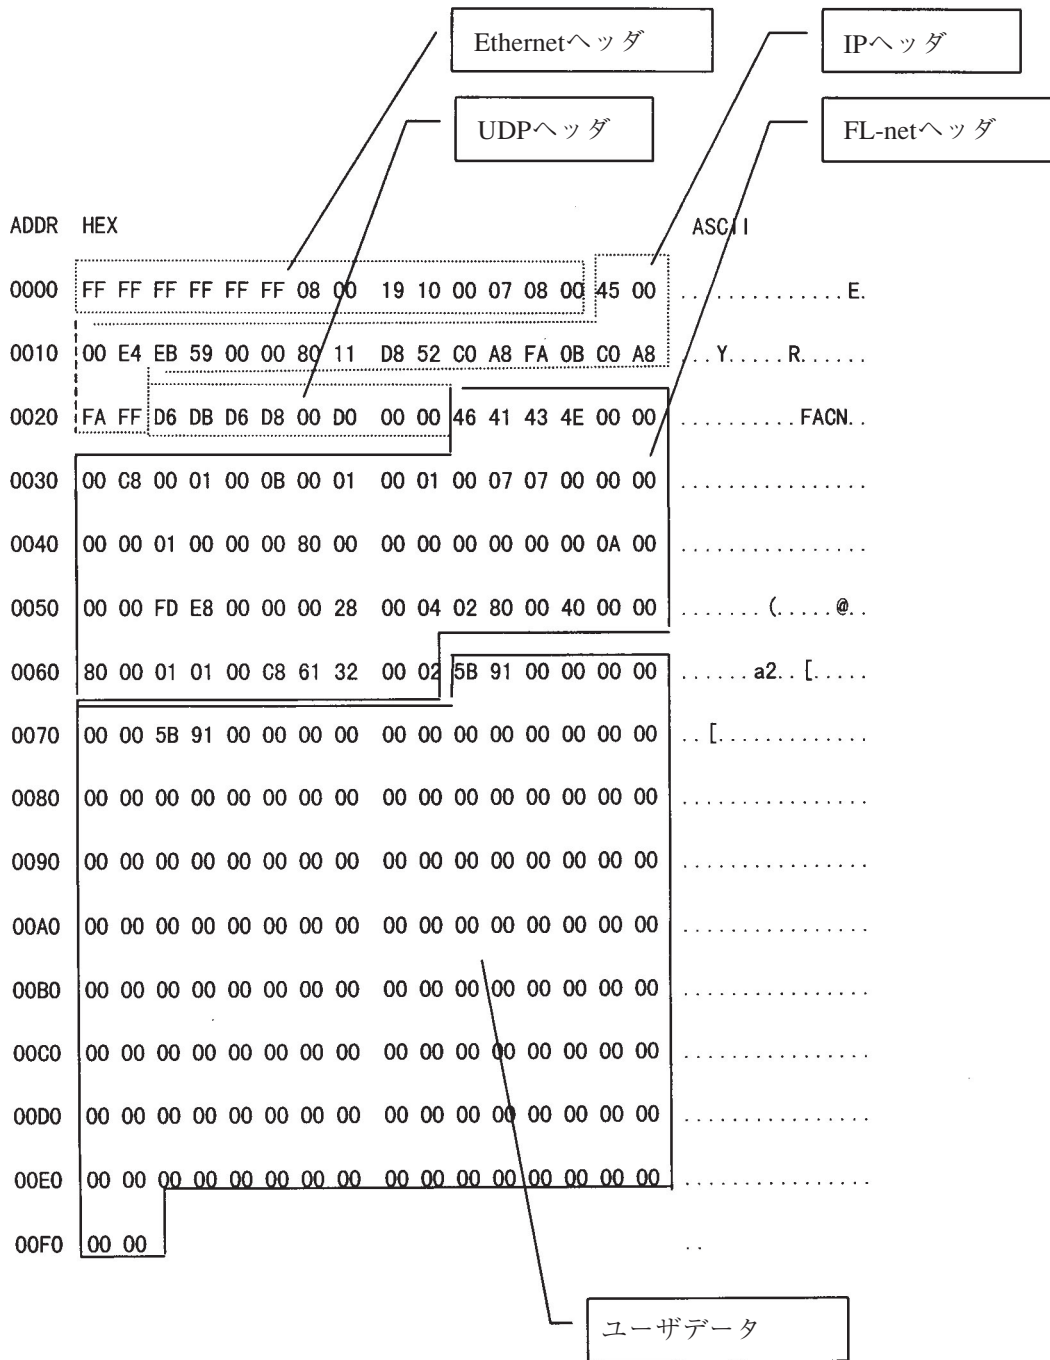 Ethernetヘッダ
IPヘッダ
UDPヘッダ
FL-netヘッダ
ADDR HEX ASCII
0000 FF FF FF FF FF FF 08 00 19 10 00 07 08 00 45 00 ..............E.
0010 00 E4 EB 59 00 00 80 11 D8 52 C0 A8 FA 0B C0 A8 ...Y.....R......
0020 FA FF D6 DB D6 D8 00 D0 00 00 46 41 43 4E 00 00 ..........FACN..
0030 00 C8 00 01 00 0B 00 01 00 01 00 07 07 00 00 00 ................
0040 00 00 01 00 00 00 80 00 00 00 00 00 00 00 0A 00 ................
0050 00 00 FD E8 00 00 00 28 00 04 02 80 00 40 00 00 .......(.....@..
0060 80 00 01 01 00 C8 61 32 00 02 5B 91 00 00 00 00 ......a2..[.....
0070 00 00 5B 91 00 00 00 00 00 00 00 00 00 00 00 00 ..[.............
0080 00 00 00 00 00 00 00 00 00 00 00 00 00 00 00 00 ................
0090 00 00 00 00 00 00 00 00 00 00 00 00 00 00 00 00 ................
00A0 00 00 00 00 00 00 00 00 00 00 00 00 00 00 00 00 ................
00B0 00 00 00 00 00 00 00 00 00 00 00 00 00 00 00 00 ................
00C0 00 00 00 00 00 00 00 00 00 00 00 00 00 00 00 00 ................
00D0 00 00 00 00 00 00 00 00 00 00 00 00 00 00 00 00 ................
00E0 00 00 00 00 00 00 00 00 00 00 00 00 00 00 00 00 ................
00F0 00 00 ..
ユーザデータ